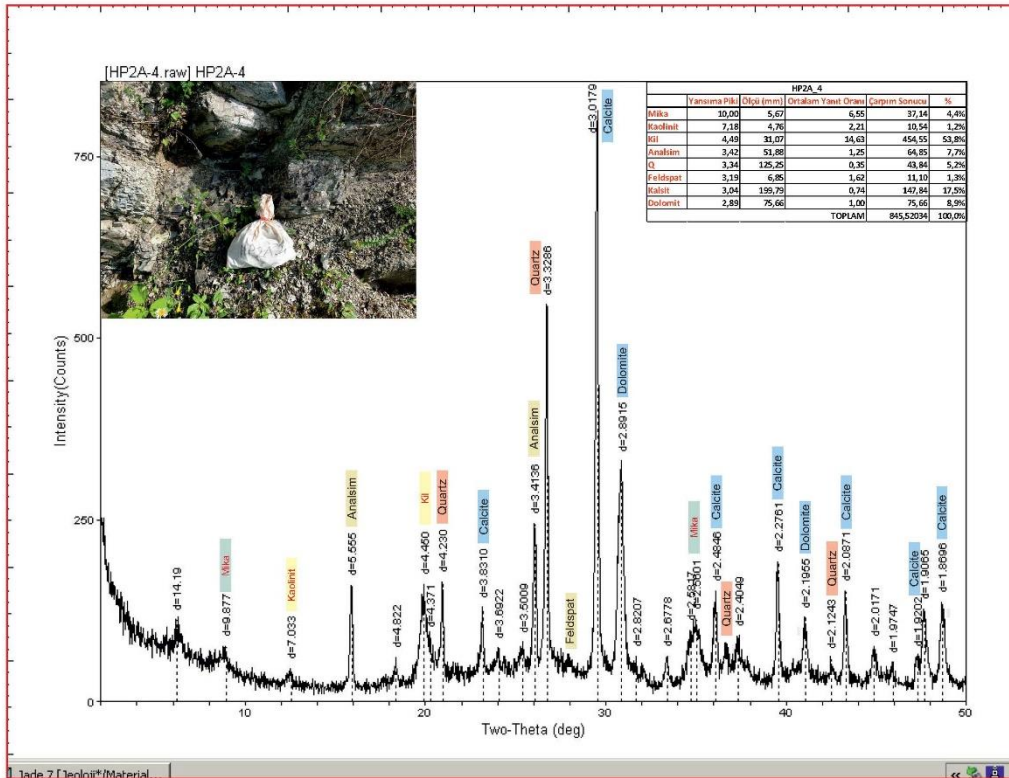 [HP2A-4.raw] HP2A-4
HP2A_4
Yansıma Piki Ölçü (mm) Ortalam Yanıt Oranı Çarpım Sonucu %
Mika 10,00 5,67 6,55 37,14 4,4%
Kaolinit 7,18 4,76 2,21 10,54 1,2%
Kil 4,49 31,07 14,63 454,55 53,8%
Analsim 3,42 51,88 1,25 64,85 7,7%
Q 3,34 125,25 0,35 43,84 5,2%
Feldspat 3,19 6,85 1,62 11,10 1,3%
Kalsit 3,04 199,79 0,74 147,84 17,5%
Dolomit 2,89 75,66 1,00 75,66 8,9%
TOPLAM 845,52034 100,0%
Intensity(Counts)
750
500
250
0
d=14.19
Mika
d=9.877
Kaolinit
d=7.033
Analsim
d=5.555
d=4.822
Kil
d=4.450
d=4.371
Quartz
d=4.230
Calcite
d=3.8310
d=3.6922
d=3.5009
Analsim
d=3.4136
Quartz
d=3.3286
Feldspat
d=3.0179
Calcite
Dolomite
d=2.8915
d=2.8207
d=2.6778
Mika
Calcite
d=2.4846
Quartz
d=2.4049
Calcite
d=2.2761
Dolomite
d=2.1955
Quartz
d=2.1243
Calcite
d=2.0871
d=2.0171
d=1.9747
Calcite
d=1.9202
d=1.9065
Calcite
d=1.8696
10 20 30 40 50
Two-Theta (deg)
Jade 7 [Jeoloji*/Material...